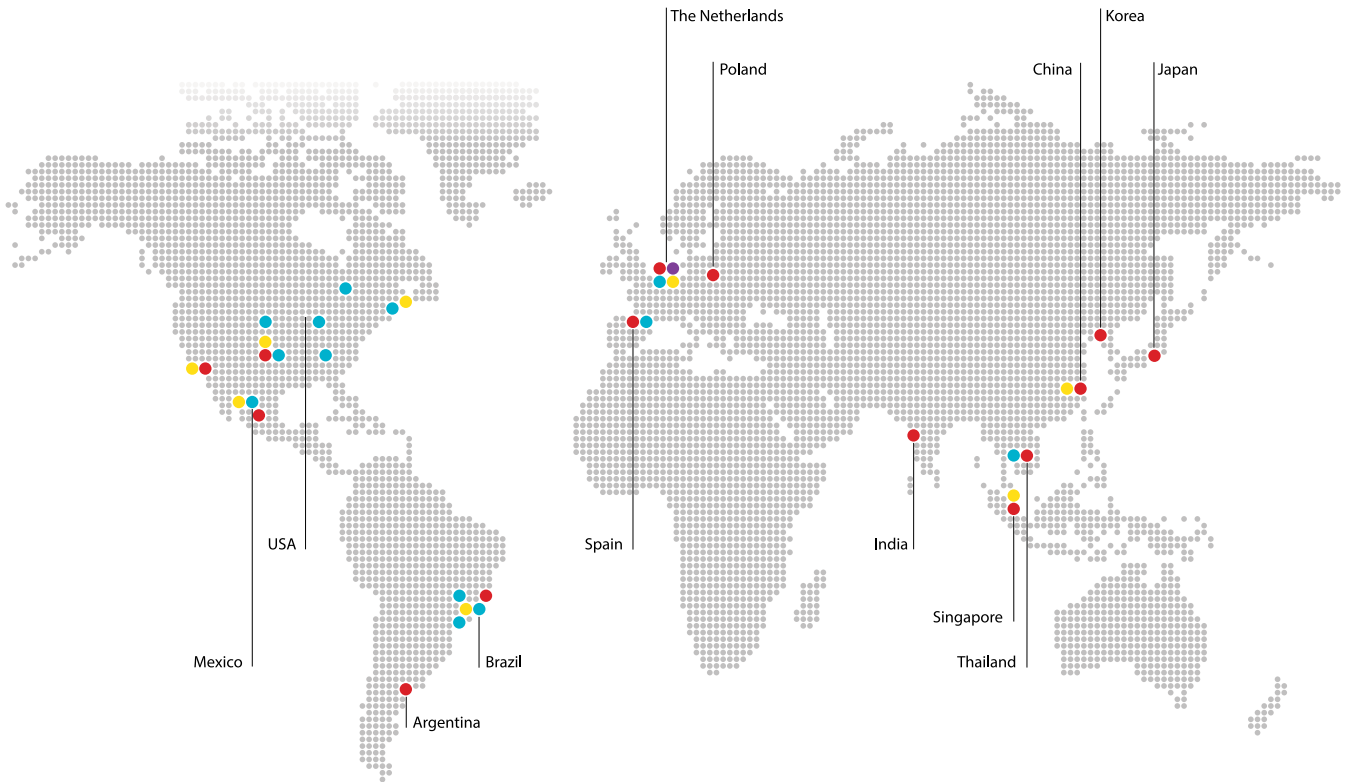 The Netherlands
Korea
Poland
China
Japan
USA
Spain
India
Singapore
Mexico
Brazil
Thailand
Argentina